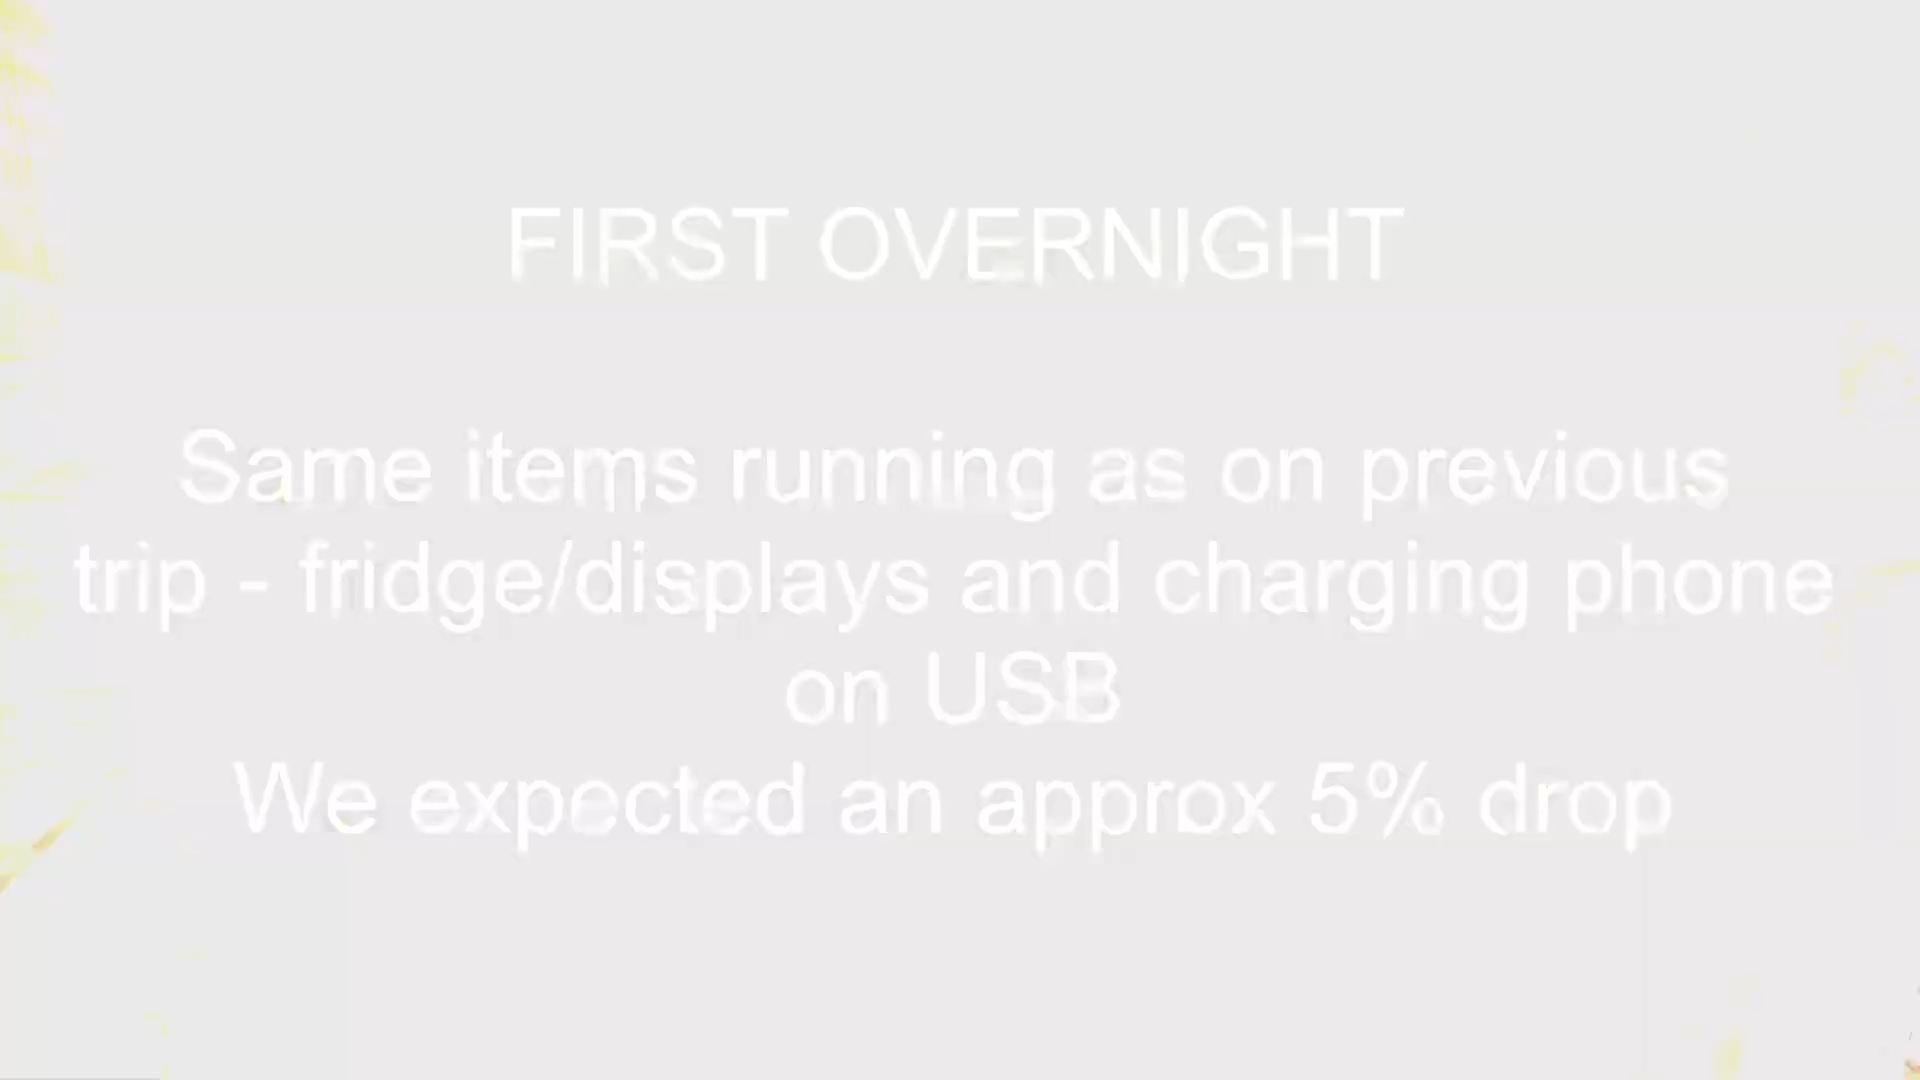 FIRST OVERNIGHT
Same items running as on previous
trip - fridge/displays and charging phone
on USB
We expected an approx 5% drop